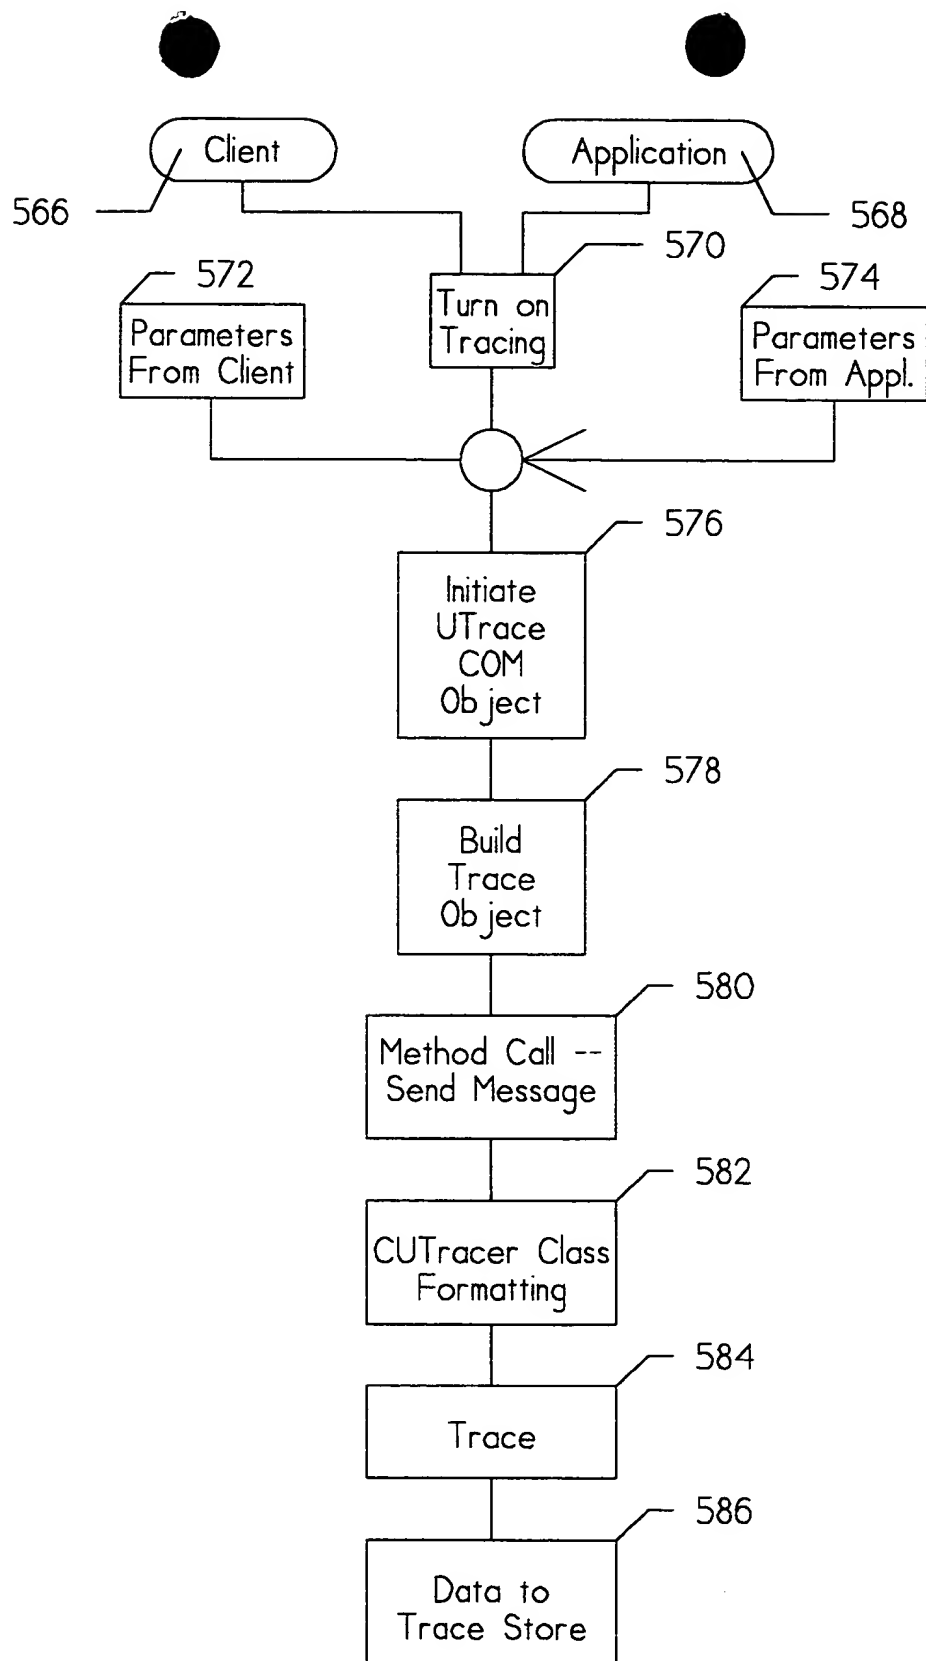 Client
Application
566
568
570
572
574
Turn on
Tracing
Parameters
From Client
Parameters
From Appl.
576
Initiate
UTrace
COM
Object
578
Build
Trace
Object
580
Method Call --
Send Message
582
CUTracer Class
Formatting
584
Trace
586
Data to
Trace Store